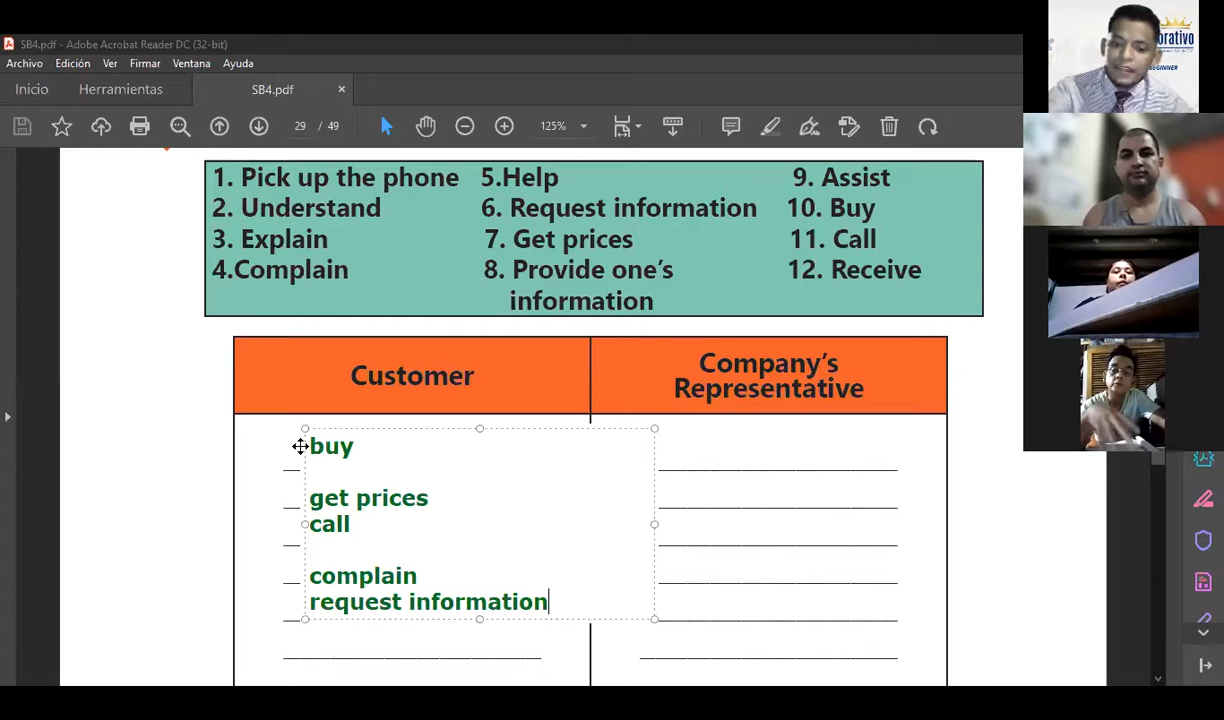 SB4.pdf - Adobe Acrobat Reader DC (32-bit)
Archivo Edición Ver Firmar Ventana Ayuda
Inicio Herramientas SB4.pdf ×
29 / 49 125%
1. Pick up the phone 5.Help 9. Assist
2. Understand 6. Request information 10. Buy
3. Explain 7. Get prices 11. Call
4.Complain 8. Provide one's 12. Receive
information
Customer Company's
Representative
buy
get prices
call
complain
request information
orativo
BEGINNER